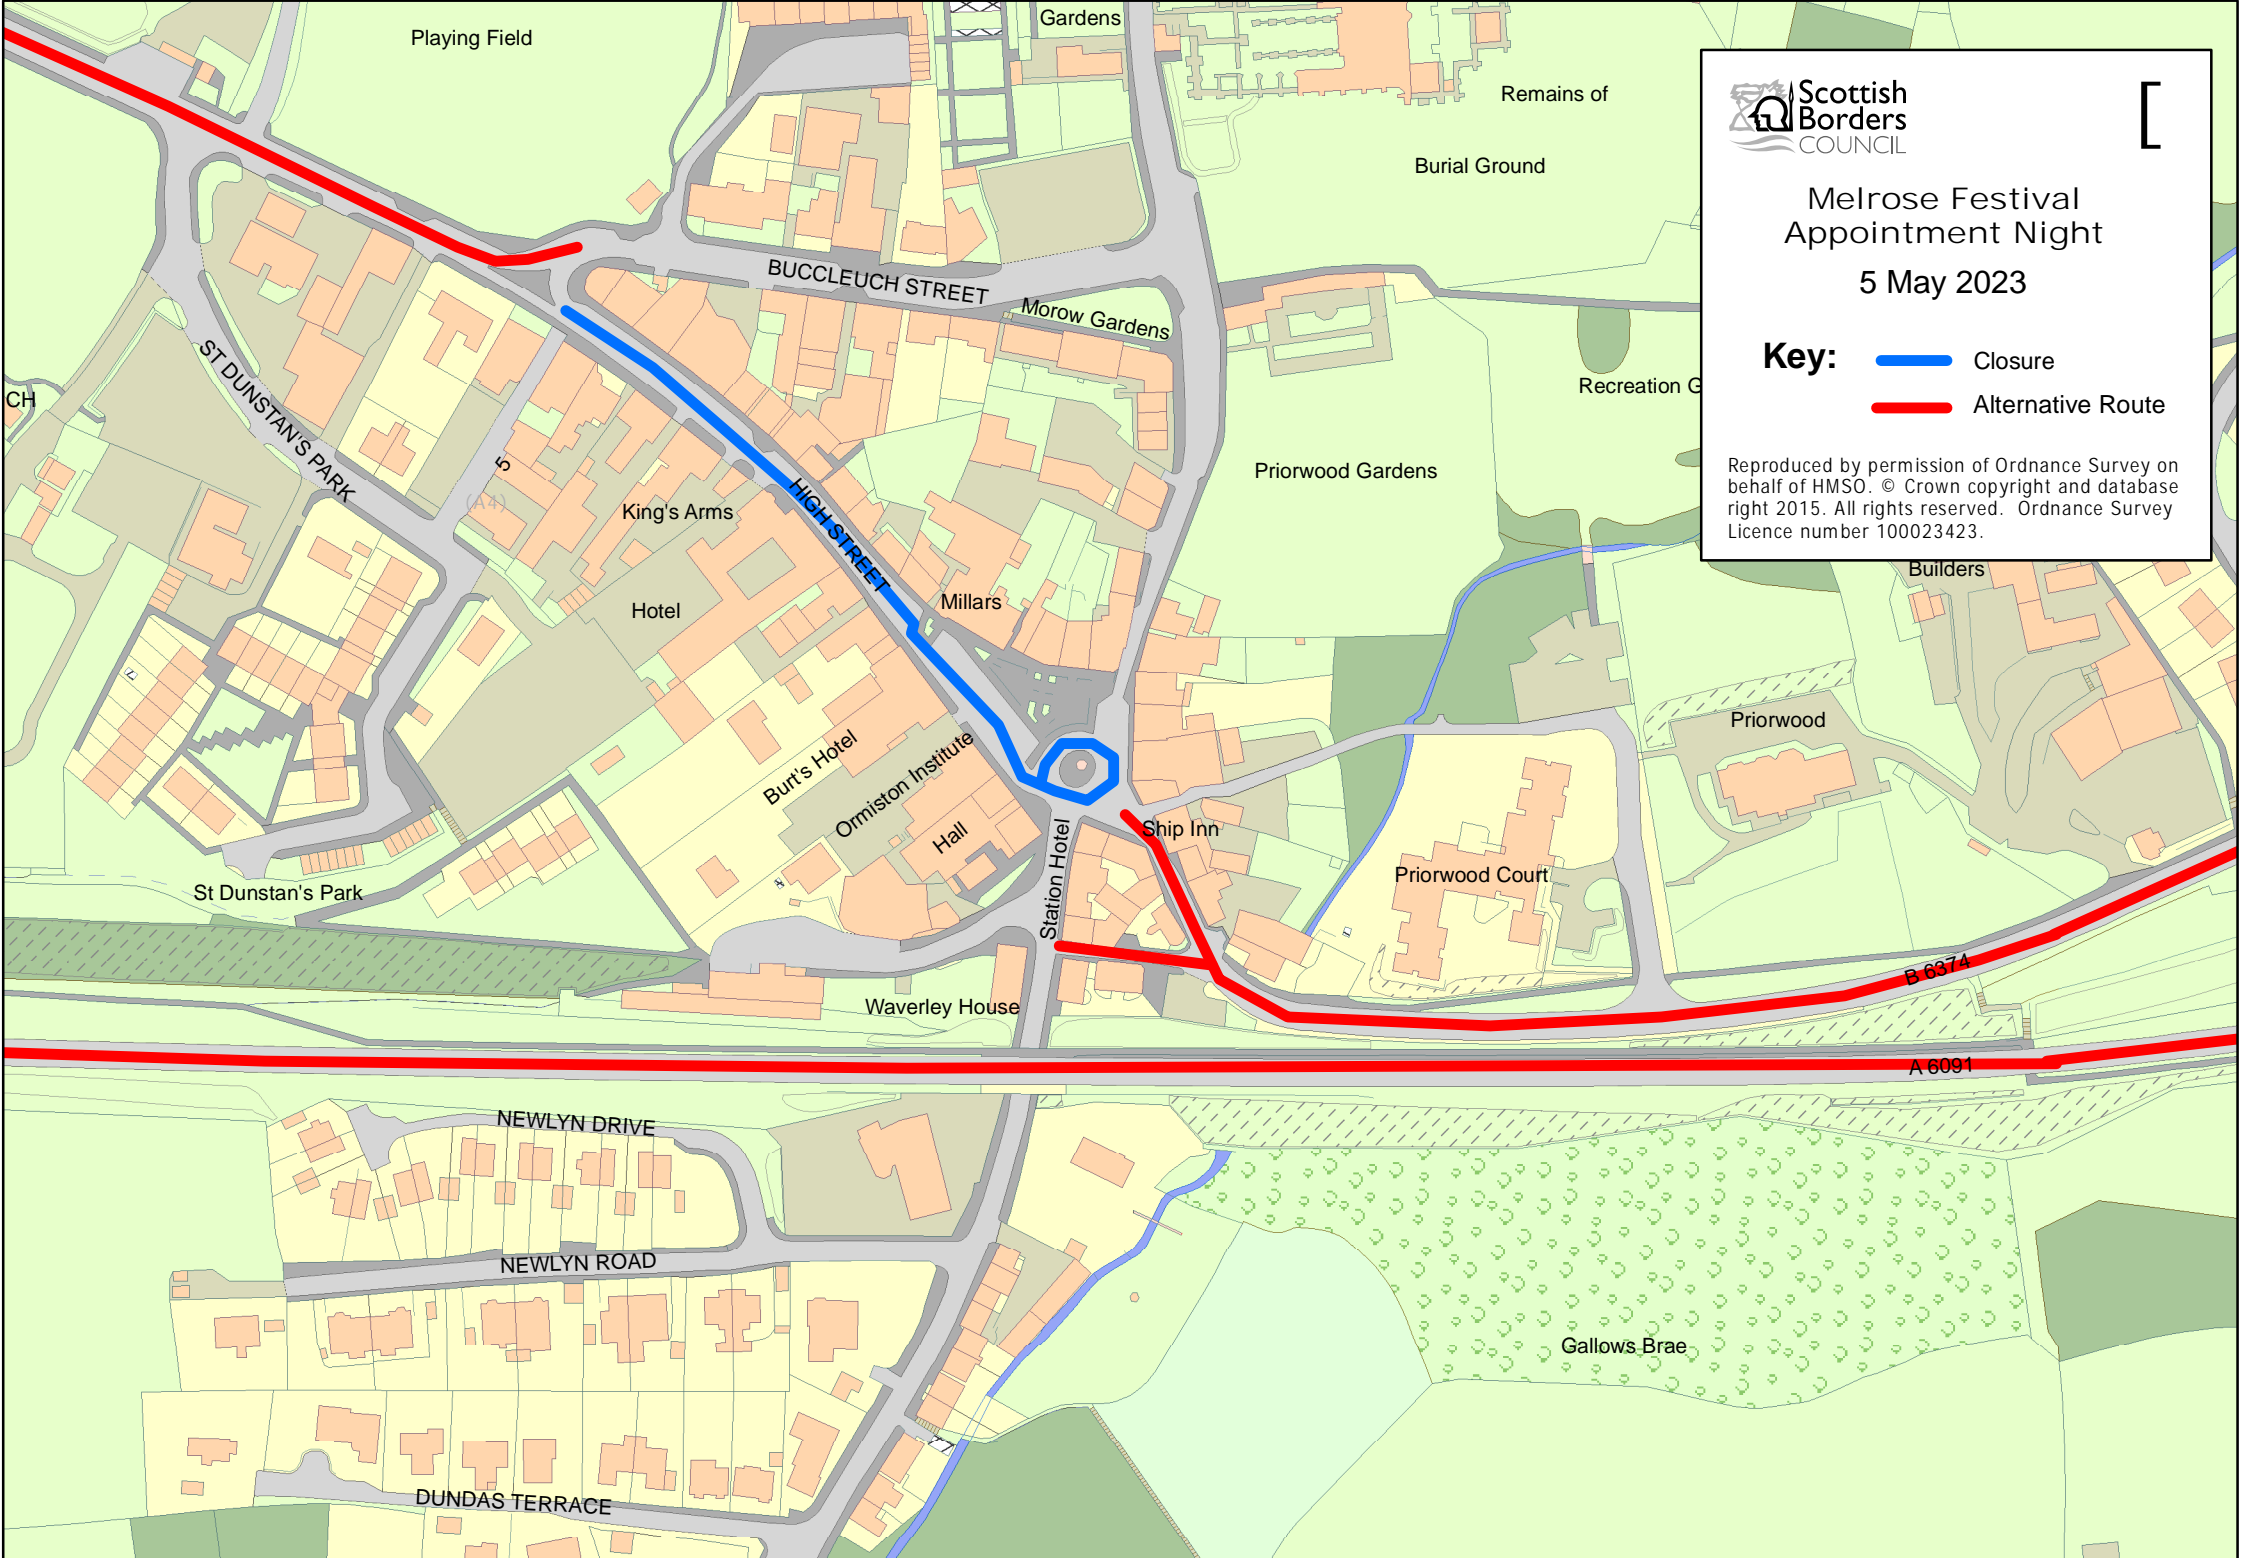 Playing Field
Gardens
Remains of
Burial Ground
Scottish
Borders
COUNCIL
[
Melrose Festival
Appointment Night
5 May 2023
Key:
Closure
Alternative Route
Reproduced by permission of Ordnance Survey on
behalf of HMSO. © Crown copyright and database
right 2015. All rights reserved. Ordnance Survey
Licence number 100023423.
BUCCLEUCH STREET
Morow Gardens
ST DUNSTAN'S PARK
CH
Recreation G
5
(A4)
King's Arms
HIGH STREET
Priorwood Gardens
Hotel
Millars
Builders
Priorwood
Burt's Hotel
Ormiston Institute
Hall
Station Hotel
Ship Inn
Priorwood Court
St Dunstan's Park
Waverley House
B 6374
A 6091
NEWLYN DRIVE
NEWLYN ROAD
Gallows Brae
DUNDAS TERRACE